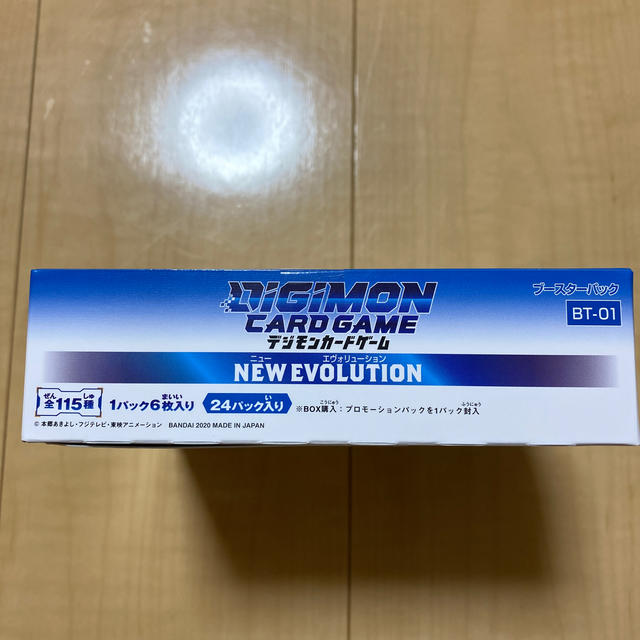 DIGIMON
CARD GAME
デジモンカードゲーム
ブースターパック
BT-01
ニュー エヴォリューション
NEW EVOLUTION
ぜん しゅ まいい い こうにゅう ふうにゅう
全115種 1パック6枚入り 24パック入り ※BOX購入：プロモーションパックを1パック封入
© 本郷あきよし・フジテレビ・東映アニメーション BANDAI 2020 MADE IN JAPAN